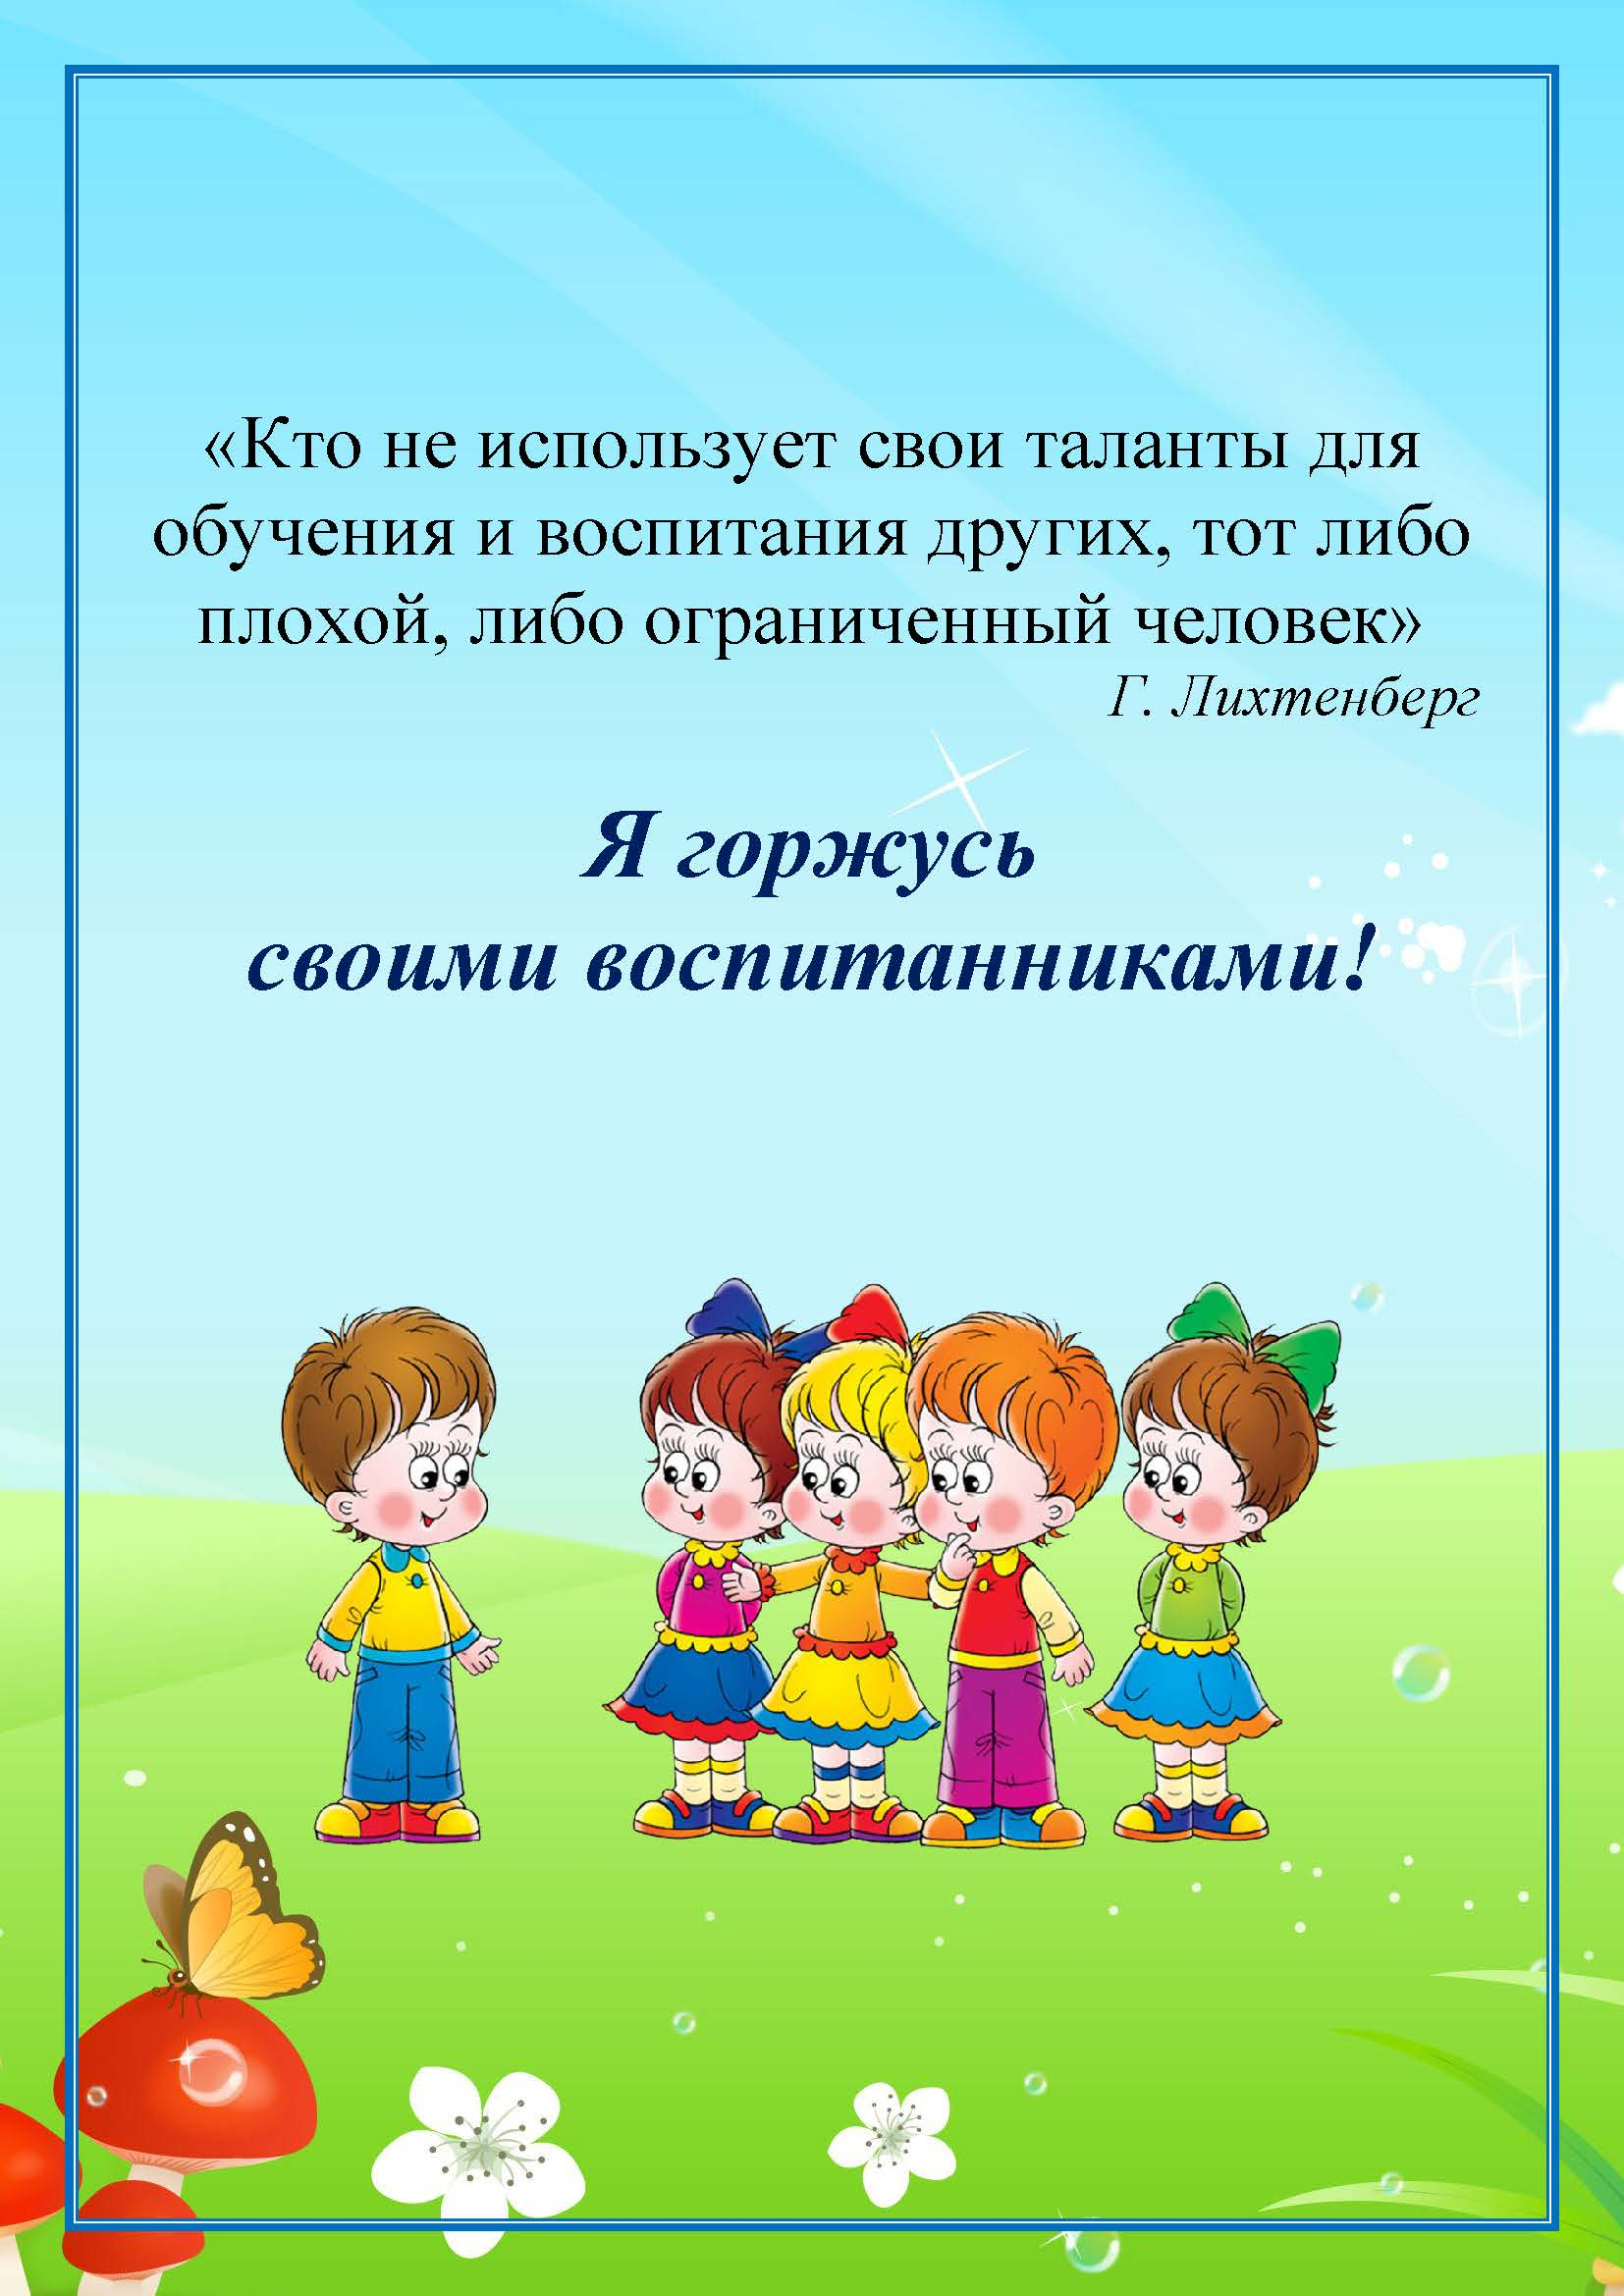 «Кто не использует свои таланты для
обучения и воспитания других, тот либо
плохой, либо ограниченный человек»
Г. Лихтенберг
Я горжусь
своими воспитанниками!